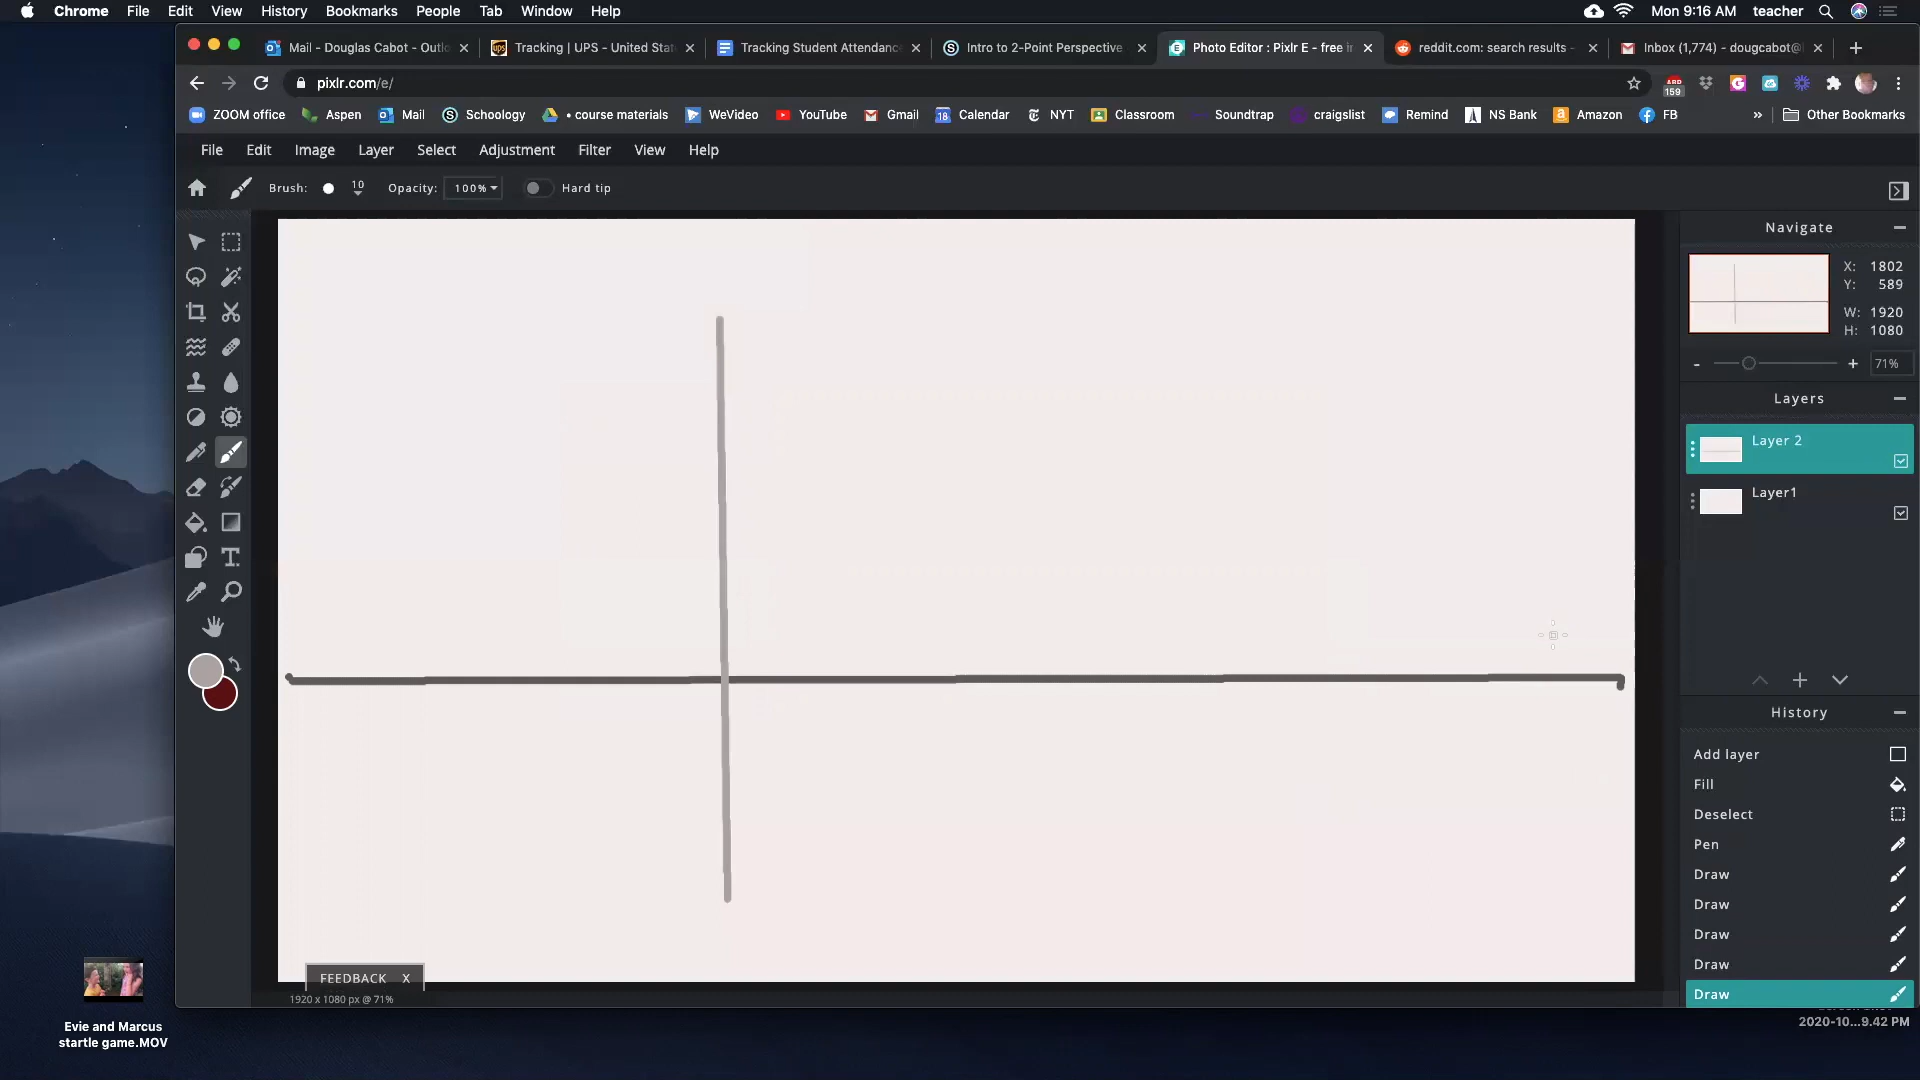 Chrome File Edit View History Bookmarks People Tab Window Help Mon 9:16 AM teacher
Mail - Douglas Cabot - Outlo Tracking | UPS - United Stat Tracking Student Attendanc Intro to 2-Point Perspective Photo Editor : Pixlr E - free i reddit.com: search results - Inbox (1,774) - dougcabot@
pixlr.com/e/ ABP 159
ZOOM office Aspen Mail Schoology • course materials WeVideo YouTube Gmail 18 Calendar NYT Classroom Soundtrap craigslist Remind NS Bank Amazon FB » Other Bookmarks
File Edit Image Layer Select Adjustment Filter View Help
Brush: 10 Opacity: 100% Hard tip
Navigate
X: 1802
Y: 589
W: 1920
H: 1080
- + 71%
Layers
Layer 2
Layer1
History
Add layer
Fill
Deselect
Pen
Draw
Draw
Draw
Draw
Draw
FEEDBACK X
1920 x 1080 px @ 71%
2020-10...9.42 PM
Evie and Marcus
startle game.MOV